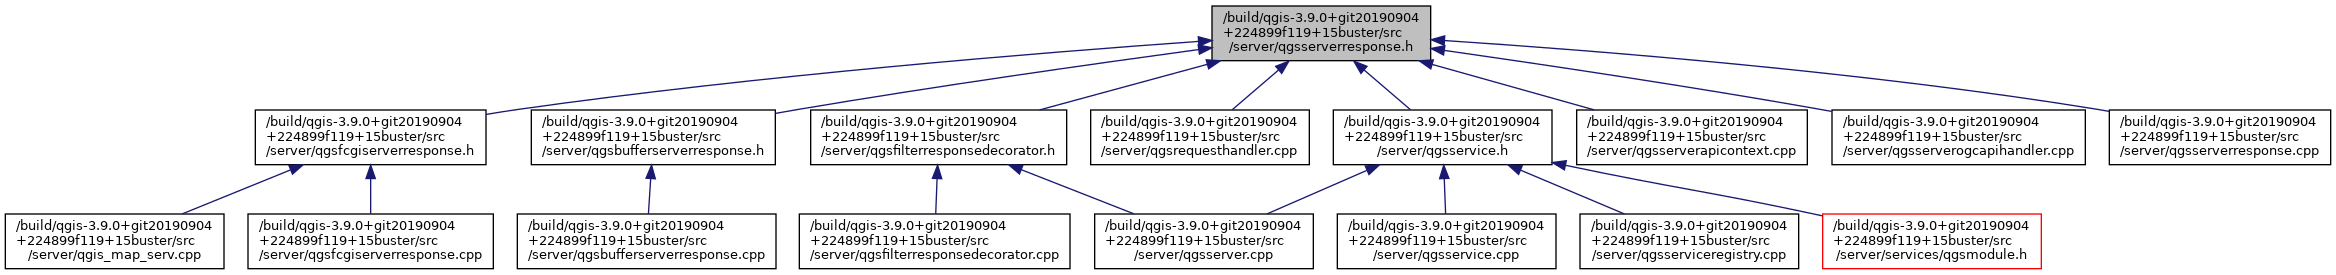 /build/qgis-3.9.0+git20190904
+224899f119+15buster/src
/server/qgsserverresponse.h
/build/qgis-3.9.0+git20190904
+224899f119+15buster/src
/server/qgsfcgiserverresponse.h
/build/qgis-3.9.0+git20190904
+224899f119+15buster/src
/server/qgsbufferserverresponse.h
/build/qgis-3.9.0+git20190904
+224899f119+15buster/src
/server/qgsfilterresponsedecorator.h
/build/qgis-3.9.0+git20190904
+224899f119+15buster/src
/server/qgsrequesthandler.cpp
/build/qgis-3.9.0+git20190904
+224899f119+15buster/src
/server/qgsservice.h
/build/qgis-3.9.0+git20190904
+224899f119+15buster/src
/server/qgsserverapicontext.cpp
/build/qgis-3.9.0+git20190904
+224899f119+15buster/src
/server/qgsserverogcapihandler.cpp
/build/qgis-3.9.0+git20190904
+224899f119+15buster/src
/server/qgsserverresponse.cpp
/build/qgis-3.9.0+git20190904
+224899f119+15buster/src
/server/qgis_map_serv.cpp
/build/qgis-3.9.0+git20190904
+224899f119+15buster/src
/server/qgsfcgiserverresponse.cpp
/build/qgis-3.9.0+git20190904
+224899f119+15buster/src
/server/qgsbufferserverresponse.cpp
/build/qgis-3.9.0+git20190904
+224899f119+15buster/src
/server/qgsfilterresponsedecorator.cpp
/build/qgis-3.9.0+git20190904
+224899f119+15buster/src
/server/qgsserver.cpp
/build/qgis-3.9.0+git20190904
+224899f119+15buster/src
/server/qgsservice.cpp
/build/qgis-3.9.0+git20190904
+224899f119+15buster/src
/server/qgsserviceregistry.cpp
/build/qgis-3.9.0+git20190904
+224899f119+15buster/src
/server/services/qgsmodule.h